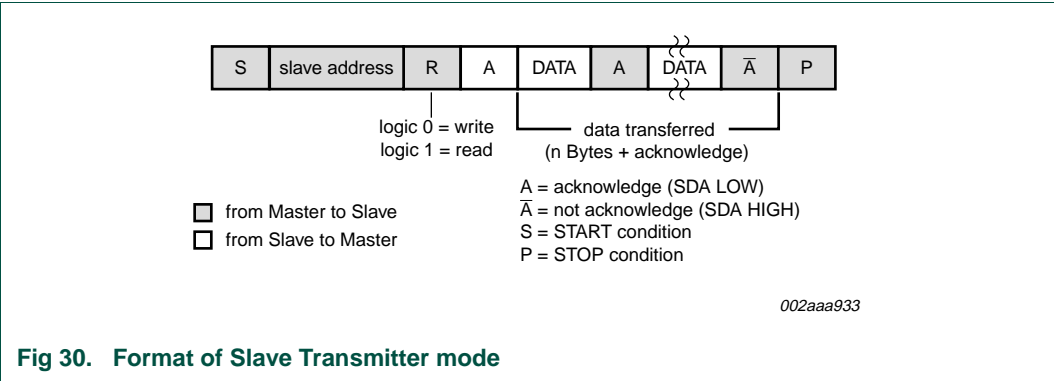 S slave address R A DATA A DATA A̅ P
logic 0 = write
logic 1 = read
data transferred
(n Bytes + acknowledge)
A = acknowledge (SDA LOW)
A̅ = not acknowledge (SDA HIGH)
S = START condition
P = STOP condition
from Master to Slave
from Slave to Master
002aaa933
Fig 30. Format of Slave Transmitter mode